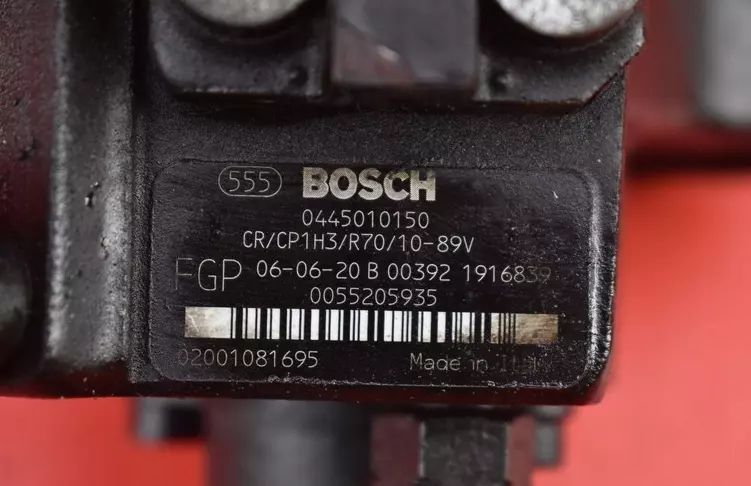 555 BOSCH
0445010150
CR/CP1H3/R70/10-89V
FGP 06-06-20 B 00392 1916839
0055205935
02001081695 Made in Italy